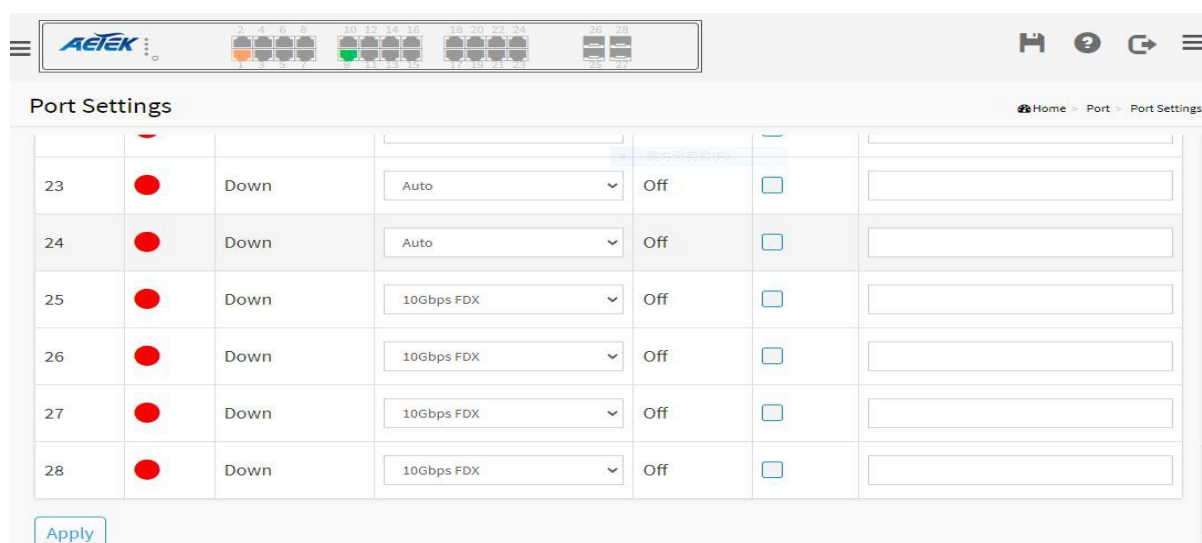 AETEK
2 4 6 8 10 12 14 16 18 20 22 24 26 28
1 3 5 7 9 11 13 15 17 19 21 23 25 27
Port Settings
Home > Port > Port Settings
23 Down Auto Off
24 Down Auto Off
25 Down 10Gbps FDX Off
26 Down 10Gbps FDX Off
27 Down 10Gbps FDX Off
28 Down 10Gbps FDX Off
Apply